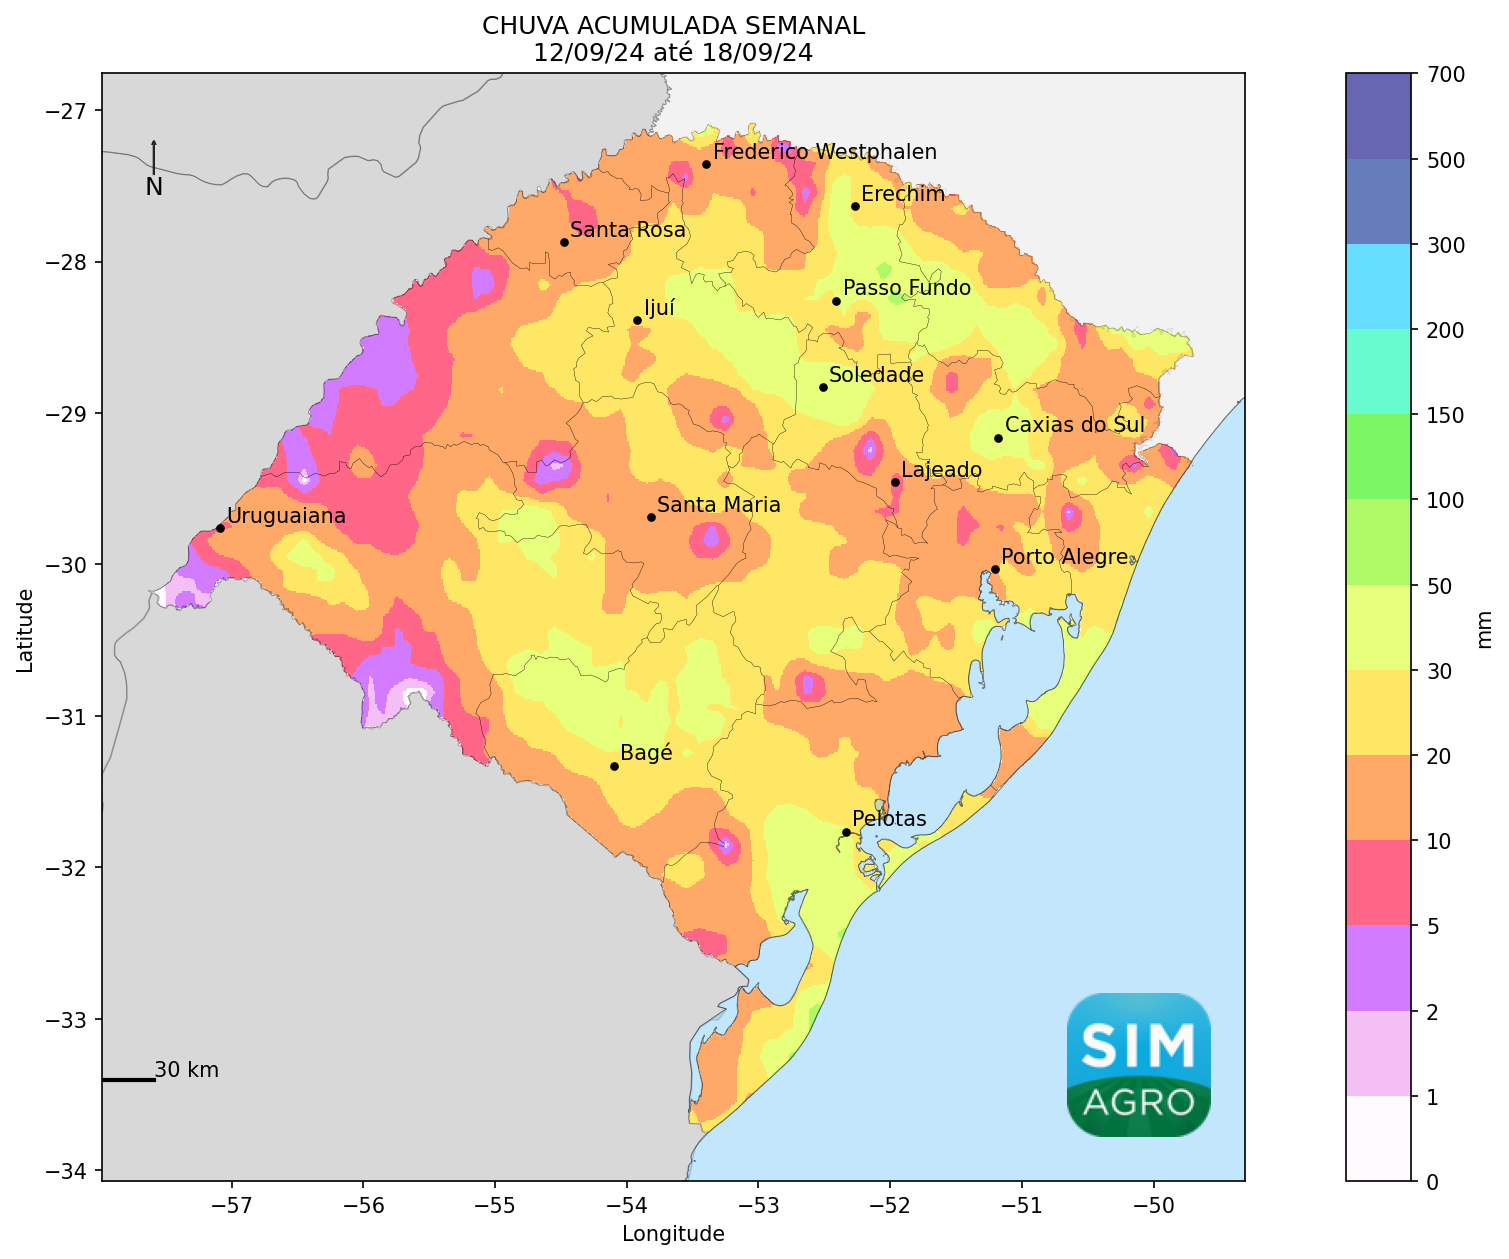 CHUVA ACUMULADA SEMANAL
12/09/24 até 18/09/24
−27
−28
−29
−30
−31
−32
−33
−34
Latitude
N
Frederico Westphalen
Erechim
Santa Rosa
Passo Fundo
Ijuí
Soledade
Caxias do Sul
Lajeado
Santa Maria
Uruguaiana
Porto Alegre
Bagé
Pelotas
30 km
SIM
AGRO
−57
−56
−55
−54
−53
−52
−51
−50
Longitude
700
500
300
200
150
100
50
30
20
10
5
2
1
0
mm